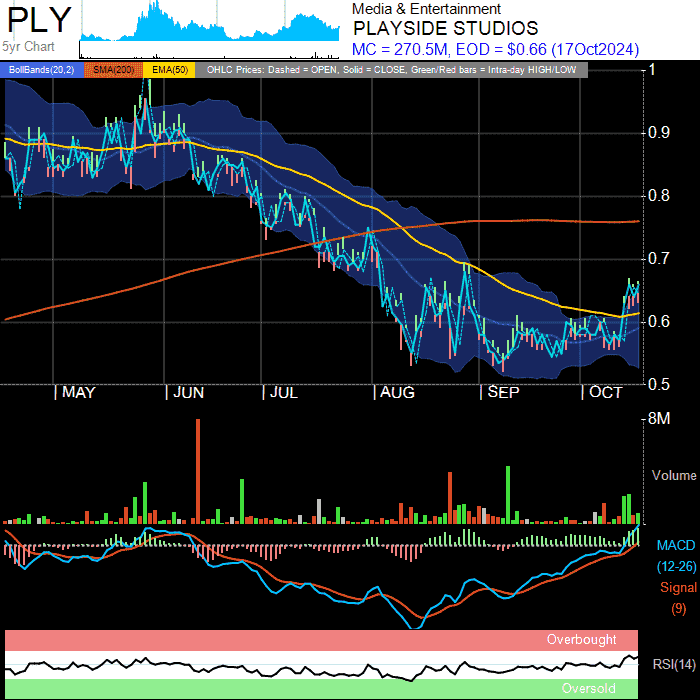 PLY
5yr Chart
Media & Entertainment
PLAYSIDE STUDIOS
MC = 270.5M, EOD = $0.66 (17Oct2024)
BollBands(20,2) SMA(200) EMA(50) OHLC Prices: Dashed = OPEN, Solid = CLOSE, Green/Red bars = Intra-day HIGH/LOW
1
0.9
0.8
0.7
0.6
0.5
MAY JUN JUL AUG SEP OCT
8M
Volume
MACD
(12-26)
Signal
(9)
Overbought
RSI(14)
Oversold